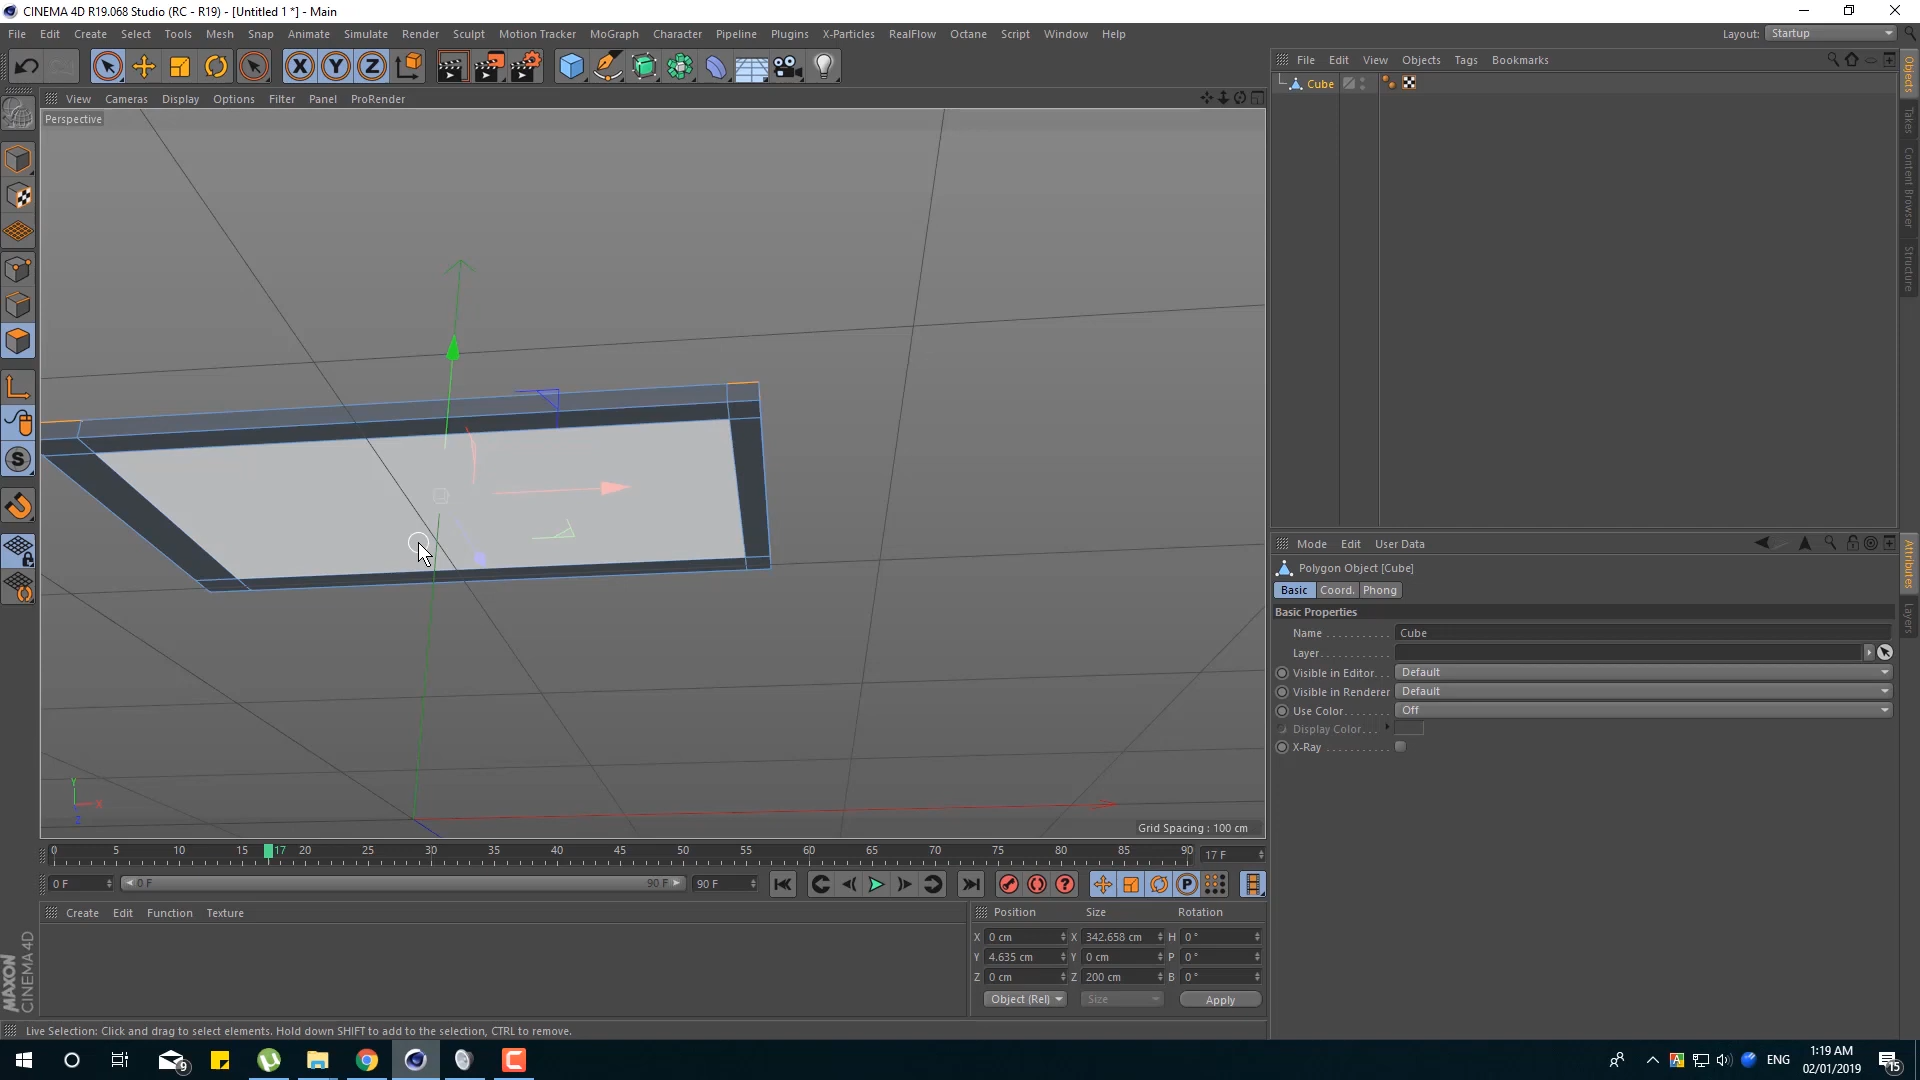 CINEMA 4D R19.068 Studio (RC - R19) - [Untitled 1 *] - Main
File Edit Create Select Tools Mesh Snap Animate Simulate Render Sculpt Motion Tracker MoGraph Character Pipeline Plugins X-Particles RealFlow Octane Script Window Help
Layout: Startup
View Cameras Display Options Filter Panel ProRender
Perspective
Grid Spacing : 100 cm
Y
X
Z
File Edit View Objects Tags Bookmarks
Cube
Objects
Takes
Content Browser
Structure
Mode Edit User Data
Polygon Object [Cube]
Basic Coord. Phong
Basic Properties
Name . . . . . . . . . . . Cube
Layer. . . . . . . . . . . .
Visible in Editor. . . Default
Visible in Renderer Default
Use Color. . . . . . . . Off
Display Color. . . .
X-Ray . . . . . . . . . . .
Attributes
Layers
0 5 10 15 17 20 25 30 35 40 45 50 55 60 65 70 75 80 85 90
17 F
0 F 0 F 90 F 90 F
Create Edit Function Texture
Position Size Rotation
X 0 cm X 342.658 cm H 0 °
Y 4.635 cm Y 0 cm P 0 °
Z 0 cm Z 200 cm B 0 °
Object (Rel) Size Apply
MAXON
CINEMA 4D
Live Selection: Click and drag to select elements. Hold down SHIFT to add to the selection, CTRL to remove.
9
ENG
1:19 AM
02/01/2019
15